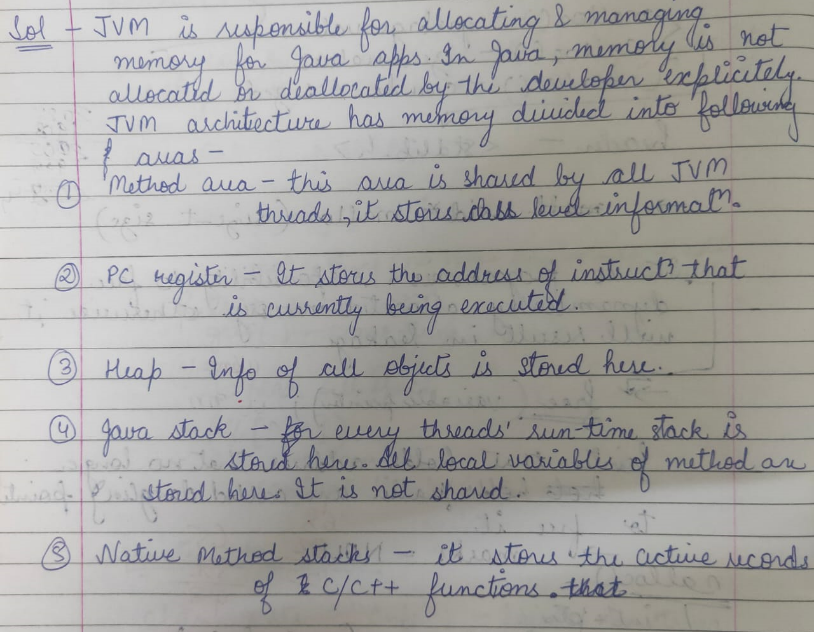 Sol - JVM is responsible for allocating & managing
memory for Java apps. In Java, memory is not
allocated or deallocated by the developer explicitely.
JVM architecture has memory divided into following
areas -
① Method area - this area is shared by all JVM
threads, it stores class level informatn.
② PC register - It stores the address of instructn that
is currently being executed.
③ Heap - Info of all objects is stored here.
④ Java stack - for every threads' run-time stack is
stored here. All local variables of method are
stored here. It is not shared.
⑤ Native Method stacks - it stores the active records
of C/C++ functions. that